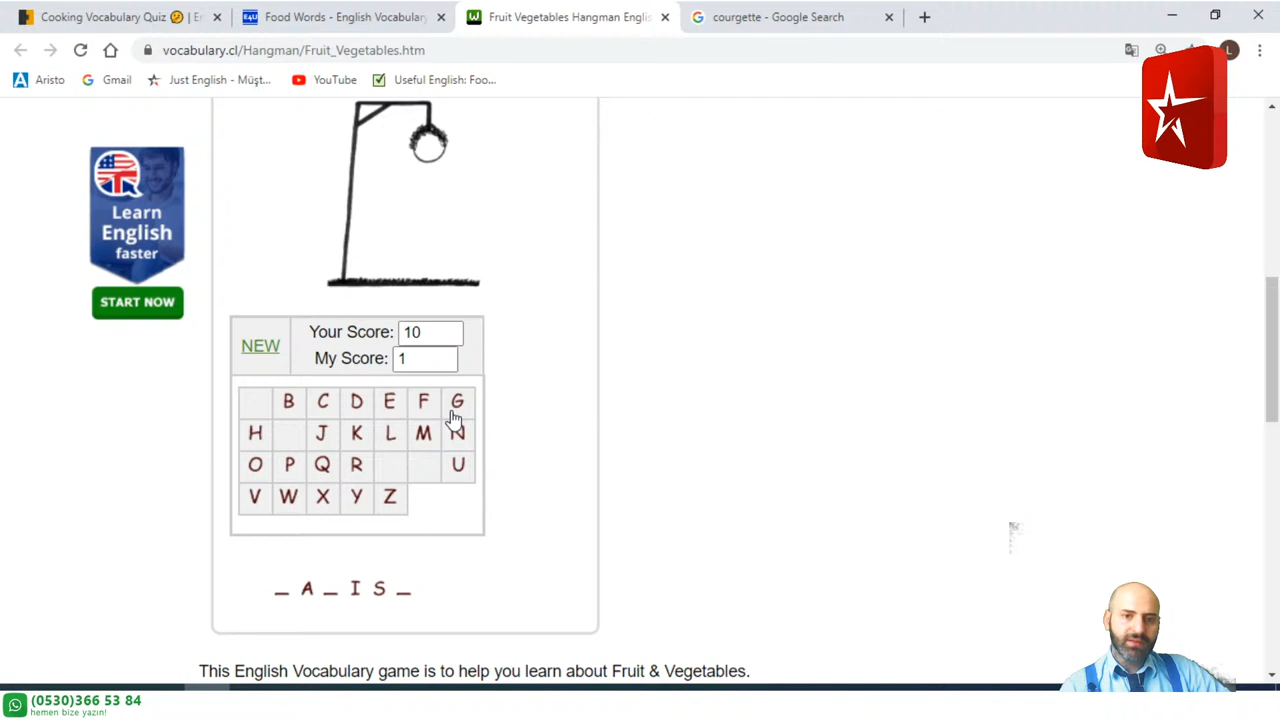 Cooking Vocabulary Quiz 🤔 | E
Food Words - English Vocabulary
Fruit Vegetables Hangman Englis
courgette - Google Search
vocabulary.cl/Hangman/Fruit_Vegetables.htm
L
Aristo
Gmail
Just English - Müşt...
YouTube
Useful English: Foo...
Learn
English
faster
START NOW
NEW
Your Score: 10
My Score: 1
B C D E F G
H J K L M N
O P Q R U
V W X Y Z
_ A _ I S _
This English Vocabulary game is to help you learn about Fruit & Vegetables.
(0530)366 53 84
hemen bize yazın!